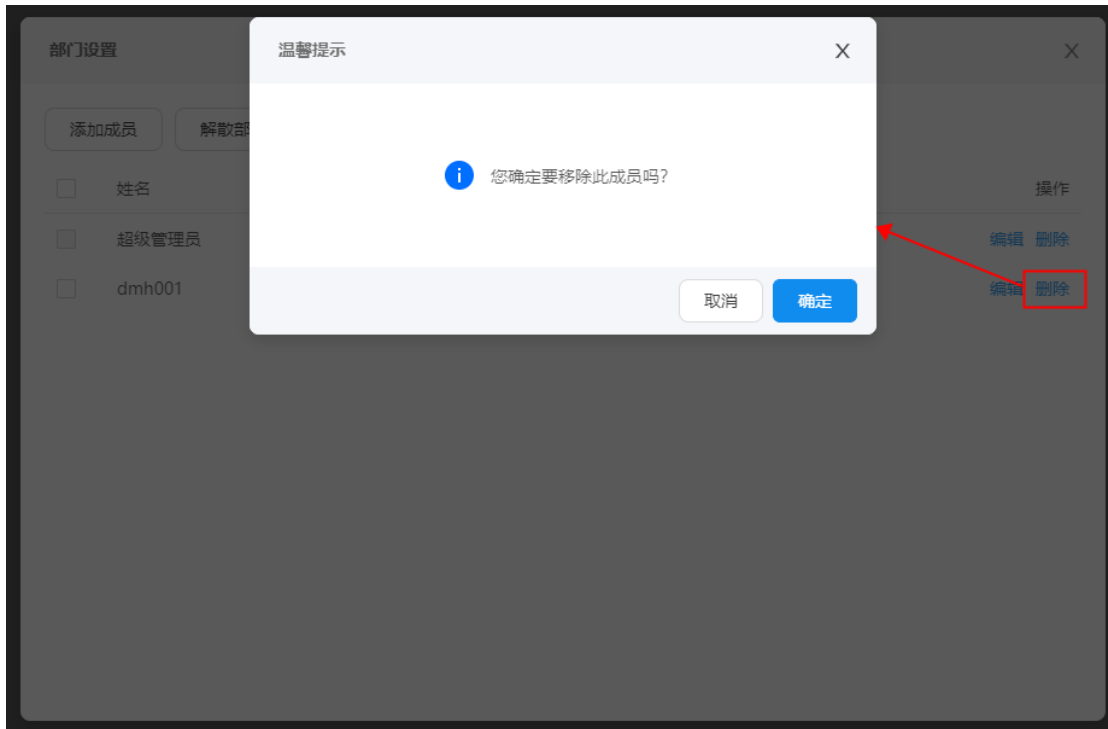 部门设置
温馨提示
X
X
添加成员
解散部
您确定要移除此成员吗?
姓名
操作
超级管理员
编辑 删除
dmh001
编辑 删除
取消
确定